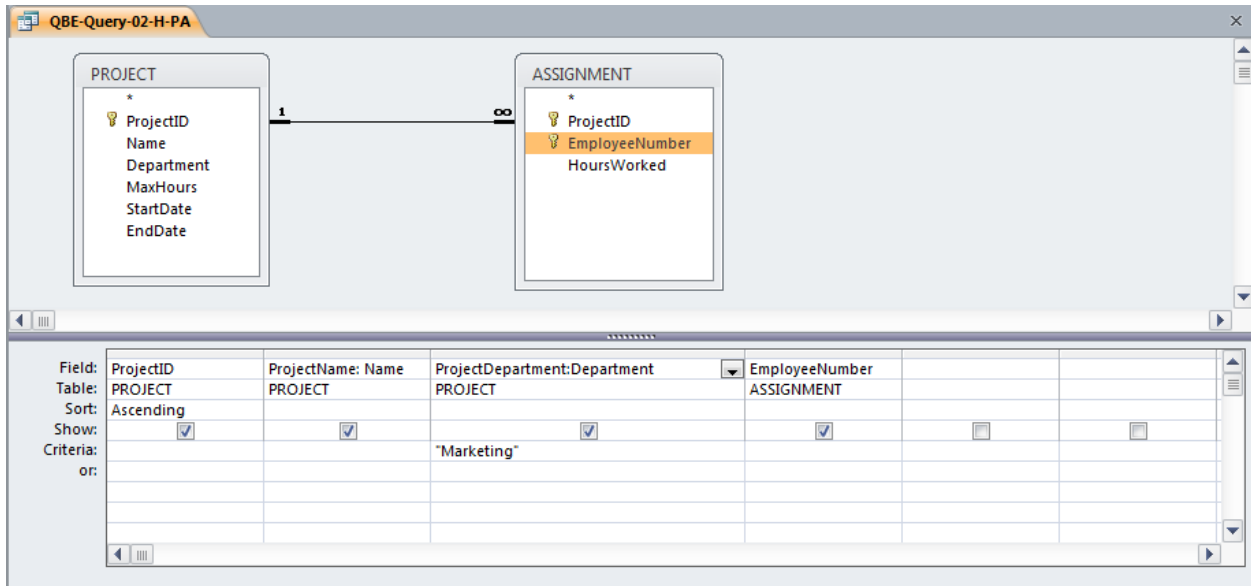 QBE-Query-02-H-PA
PROJECT
*
ProjectID
Name
Department
MaxHours
StartDate
EndDate
1
∞
ASSIGNMENT
*
ProjectID
EmployeeNumber
HoursWorked
Field: ProjectID ProjectName: Name ProjectDepartment:Department EmployeeNumber
Table: PROJECT PROJECT PROJECT ASSIGNMENT
Sort: Ascending
Show:
Criteria: "Marketing"
or: